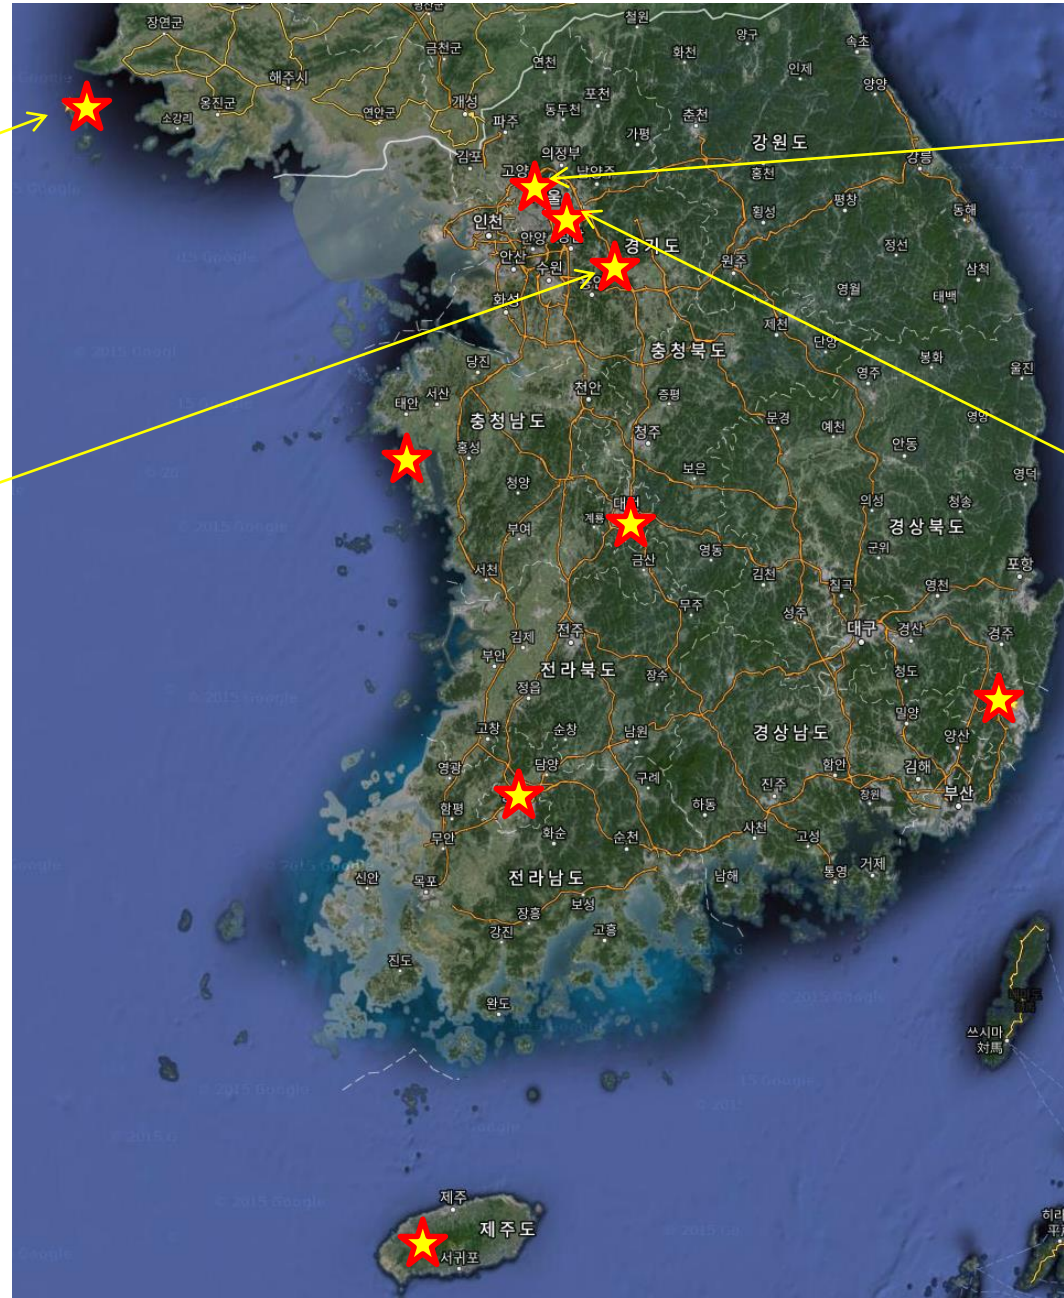 장연군
철원
양구
속초
금천군
화천
연천
인제
해주시
양양
개성
포천
옹진군
연안군
동두천
춘천
소강리
파주
가평
강원도
김포
의정부
강릉
고양
남양주
홍천
울
횡성
평창
동해
인천
안양
경기도
정선
안산
수원
원주
삼척
영월
화성
태백
© 2015 Googl
제천
충청북도
단양
봉화
당진
영주
울진
서산
천안
태안
증평
충청남도
문경
예천
청주
안동
홍성
보은
영덕
청양
의성
청송
계룡
경상북도
부여
2015 Google
영동
군위
금산
포항
서천
김천
칠곡
영천
무주
성주
김제
전주
대구
경산
경주
부안
전라북도
장수
청도
정읍
밀양
고창
순창
남원
경상남도
양산
담양
영광
함안
김해
구례
진주
부산
함평
하동
창원
무안
화순
순천
사천
고성
신안
목포
거제
전라남도
남해
통영
보성
장흥
강진
고흥
진도
© 2015 Google
완도
쓰시마
対馬
© 2015 Google
제주
© 2015 Google
제주도
서귀포